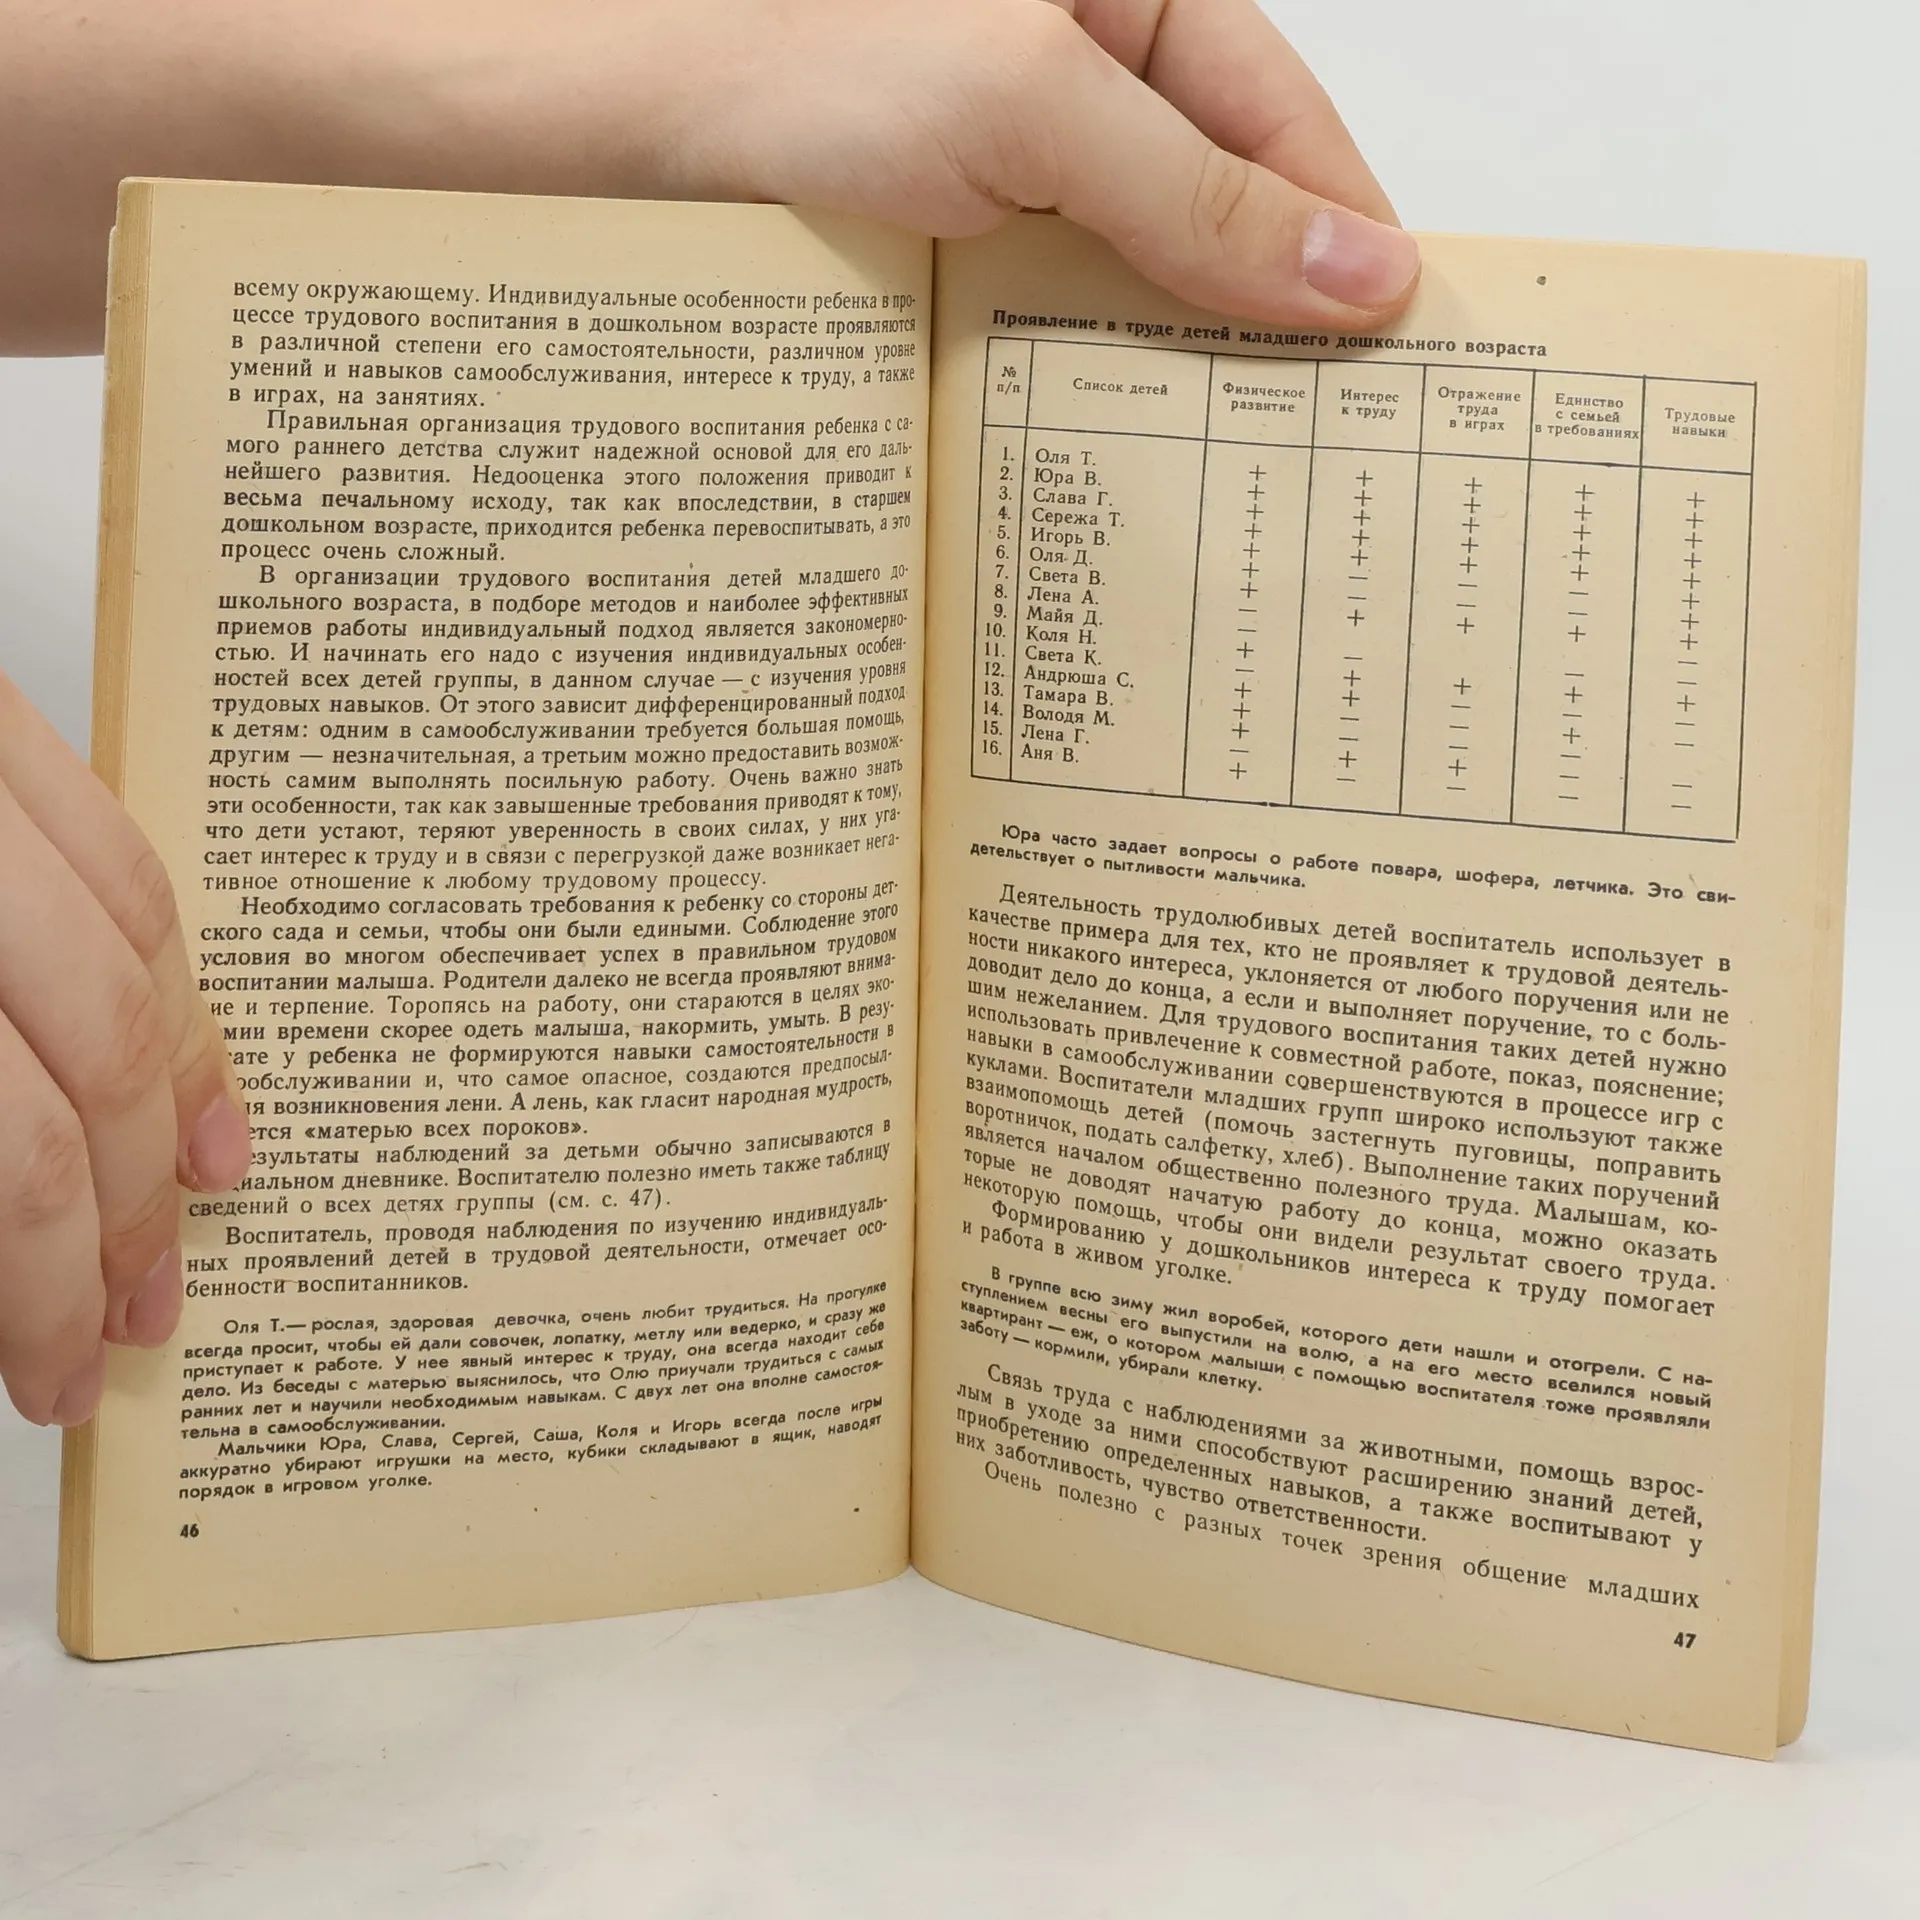 всему окружающему. Индивидуальные особенности ребенка в про-
цессе трудового воспитания в дошкольном возрасте проявляются
в различной степени его самостоятельности, различном уровне
умений и навыков самообслуживания, интересе к труду, а также
в играх, на занятиях.
Правильная организация трудового воспитания ребенка с са-
мого раннего детства служит надежной основой для его даль-
нейшего развития. Недооценка этого положения приводит к
весьма печальному исходу, так как впоследствии, в старшем
дошкольном возрасте, приходится ребенка перевоспитывать, а это
процесс очень сложный.
В организации трудового воспитания детей младшего до-
школьного возраста, в подборе методов и наиболее эффективных
приемов работы индивидуальный подход является закономерно-
стью. И начинать его надо с изучения индивидуальных особен-
ностей всех детей группы, в данном случае — с изучения уровня
трудовых навыков. От этого зависит дифференцированный подход
к детям: одним в самообслуживании требуется большая помощь,
другим — незначительная, а третьим можно предоставить возмож-
ность самим выполнять посильную работу. Очень важно знать
эти особенности, так как завышенные требования приводят к тому,
что дети устают, теряют уверенность в своих силах, у них уга-
сает интерес к труду и в связи с перегрузкой даже возникает нега-
тивное отношение к любому трудовому процессу.
Необходимо согласовать требования к ребенку со стороны дет-
ского сада и семьи, чтобы они были едиными. Соблюдение этого
условия во многом обеспечивает успех в правильном трудовом
воспитании малыша. Родители далеко не всегда проявляют внима-
ие и терпение. Торопясь на работу, они стараются в целях эко-
мии времени скорее одеть малыша, накормить, умыть. В резу-
тате у ребенка не формируются навыки самостоятельности в
ообслуживании и, что самое опасное, создаются предпосыл-
ля возникновения лени. А лень, как гласит народная мудрость,
ется «матерью всех пороков».
езультаты наблюдений за детьми обычно записываются в
циальном дневнике. Воспитателю полезно иметь также таблицу
сведений о всех детях группы (см. с. 47).
Воспитатель, проводя наблюдения по изучению индивидуаль-
ных проявлений детей в трудовой деятельности, отмечает осо-
бенности воспитанников.
Оля Т.— рослая, здоровая девочка, очень любит трудиться. На прогулке
всегда просит, чтобы ей дали совочек, лопатку, метлу или ведерко, и сразу же
приступает к работе. У нее явный интерес к труду, она всегда находит себе
дело. Из беседы с матерью выяснилось, что Олю приучали трудиться с самых
ранних лет и научили необходимым навыкам. С двух лет она вполне самостоя-
тельна в самообслуживании.
Мальчики Юра, Слава, Сергей, Саша, Коля и Игорь всегда после игры
аккуратно убирают игрушки на место, кубики складывают в ящик, наводят
порядок в игровом уголке.
46
Проявление в труде детей младшего дошкольного возраста
№ п/п Список детей Физическое развитие Интерес к труду Отражение труда в играх Единство с семьей в требованиях Трудовые навыки
1. Оля Т. + + + + +
2. Юра В. + + + + +
3. Слава Г. + + + + +
4. Сережа Т. + + + + +
5. Игорь В. + + + + +
6. Оля Д. + — — — +
7. Света В. + — — — +
8. Лена А. — + + + +
9. Майя Д. —
10. Коля Н. + — — —
11. Света К. — + + + +
12. Андрюша С. + + — —
13. Тамара В. + — — + —
14. Володя М. + — — —
15. Лена Г. — + + — —
16. Аня В. + — — — —
Юра часто задает вопросы о работе повара, шофера, летчика. Это сви-
детельствует о пытливости мальчика.
Деятельность трудолюбивых детей воспитатель использует в
качестве примера для тех, кто не проявляет к трудовой деятель-
ности никакого интереса, уклоняется от любого поручения или не
доводит дело до конца, а если и выполняет поручение, то с боль-
шим нежеланием. Для трудового воспитания таких детей нужно
использовать привлечение к совместной работе, показ, пояснение;
навыки в самообслуживании совершенствуются в процессе игр с
куклами. Воспитатели младших групп широко используют также
взаимопомощь детей (помочь застегнуть пуговицы, поправить
воротничок, подать салфетку, хлеб). Выполнение таких поручений
является началом общественно полезного труда. Малышам, ко-
торые не доводят начатую работу до конца, можно оказать
некоторую помощь, чтобы они видели результат своего труда.
Формированию у дошкольников интереса к труду помогает
и работа в живом уголке.
В группе всю зиму жил воробей, которого дети нашли и отогрели. С на-
ступлением весны его выпустили на волю, а на его место вселился новый
квартирант — еж, о котором малыши с помощью воспитателя тоже проявляли
заботу — кормили, убирали клетку.
Связь труда с наблюдениями за животными, помощь взрос-
лым в уходе за ними способствуют расширению знаний детей,
приобретению определенных навыков, а также воспитывают у
них заботливость, чувство ответственности.
Очень полезно с разных точек зрения общение младших
47